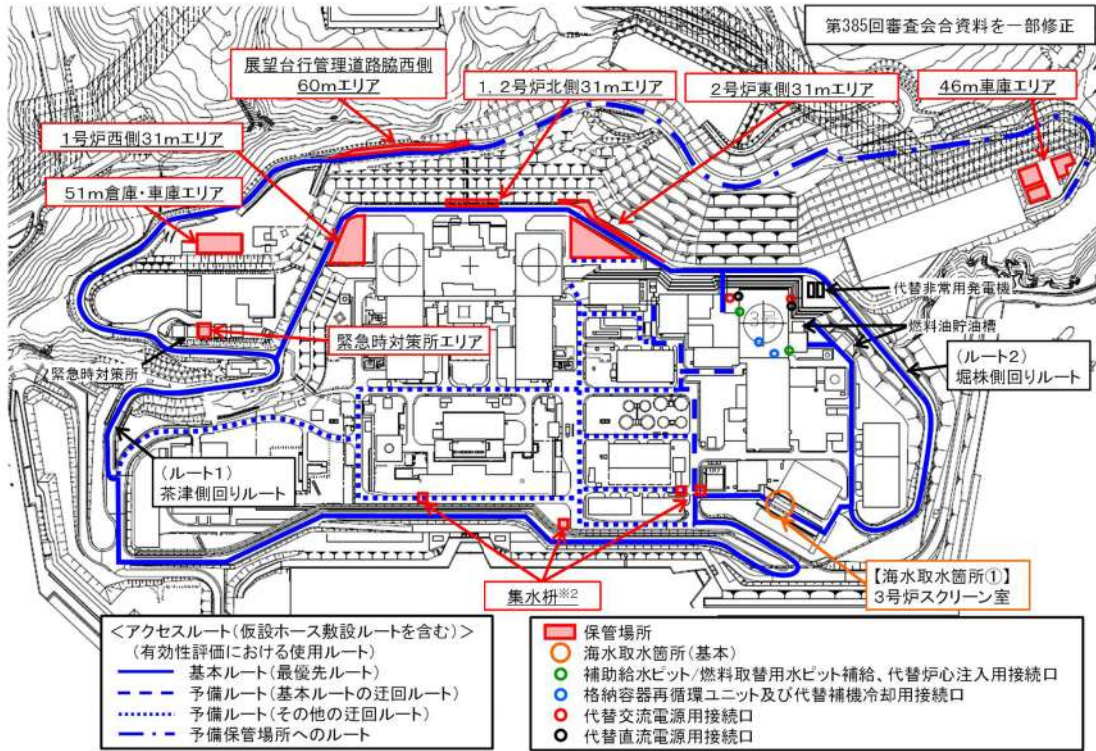 第385回審査会合資料を一部修正
展望台行管理道路脇西側
60mエリア
1, 2号炉北側31mエリア
2号炉東側31mエリア
46m車庫エリア
1号炉西側31mエリア
51m倉庫・車庫エリア
代替非常用発電機
3号
燃料油貯油槽
緊急時対策所エリア
緊急時対策所
(ルート2)
堀株側回りルート
(ルート1)
茶津側回りルート
集水枡※2
【海水取水箇所①】
3号炉スクリーン室
<アクセスルート(仮設ホース敷設ルートを含む)>
(有効性評価における使用ルート)
基本ルート(最優先ルート)
予備ルート(基本ルートの迂回ルート)
予備ルート(その他の迂回ルート)
予備保管場所へのルート
保管場所
海水取水箇所(基本)
補助給水ピット/燃料取替用水ピット補給、代替炉心注入用接続口
格納容器再循環ユニット及び代替補機冷却用接続口
代替交流電源用接続口
代替直流電源用接続口